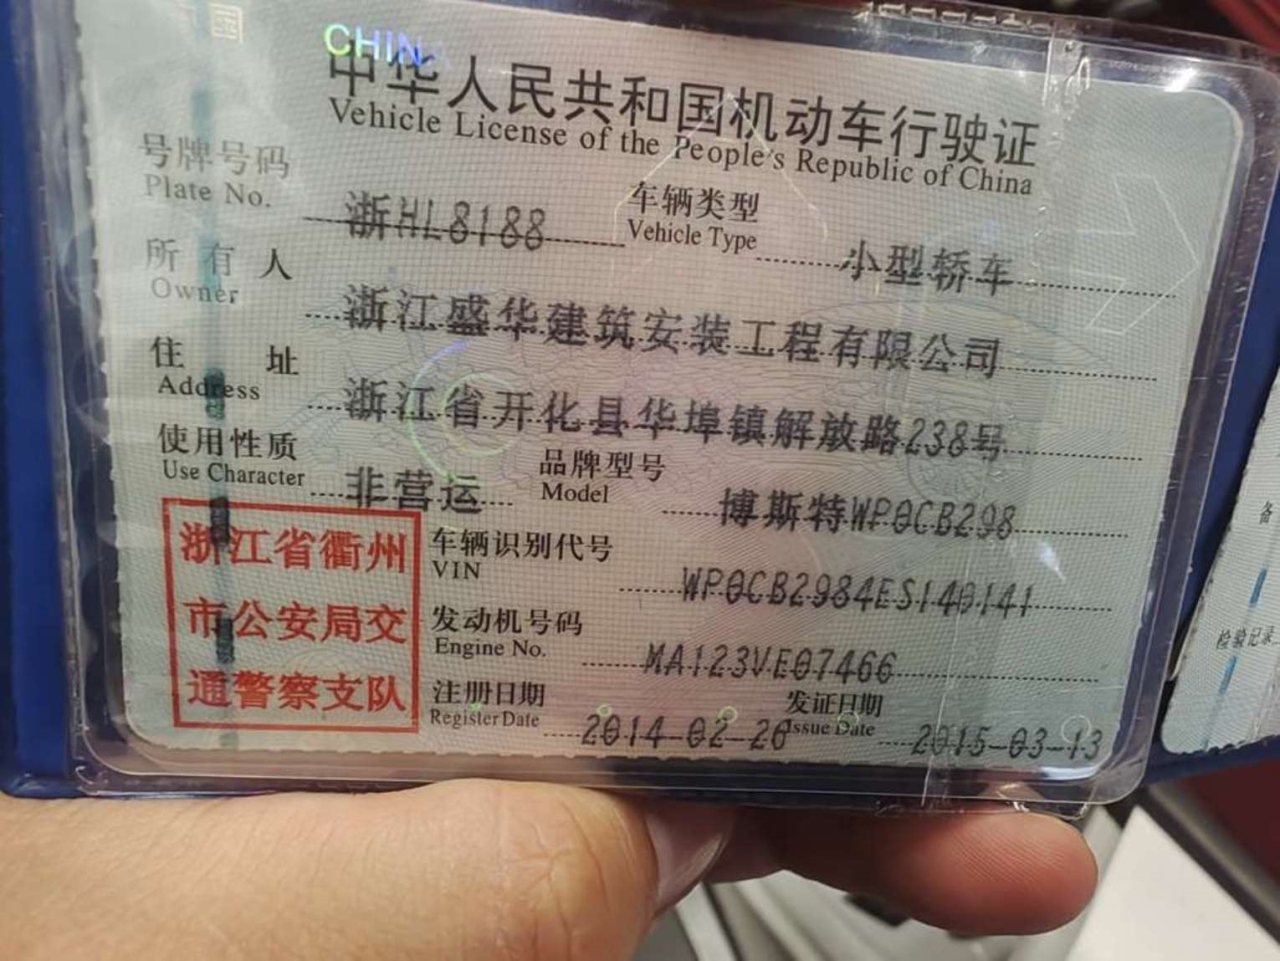 CHIN
中华人民共和国机动车行驶证
Vehicle License of the People's Republic of China
号牌号码 浙HL8188 车辆类型 小型轿车
Plate No. Vehicle Type
所有人 浙江盛华建筑安装工程有限公司
Owner
住址 浙江省开化县华埠镇解放路238号
Address
使用性质 非营运 品牌型号 博斯特WP0CB298
Use Character Model
浙江省衢州
市公安局交
通警察支队
车辆识别代号 WP0CB2984ES140141
VIN
发动机号码 MA123VE07466
Engine No.
注册日期 2014-02-20 发证日期 2015-03-13
Register Date Issue Date
备
检验记录